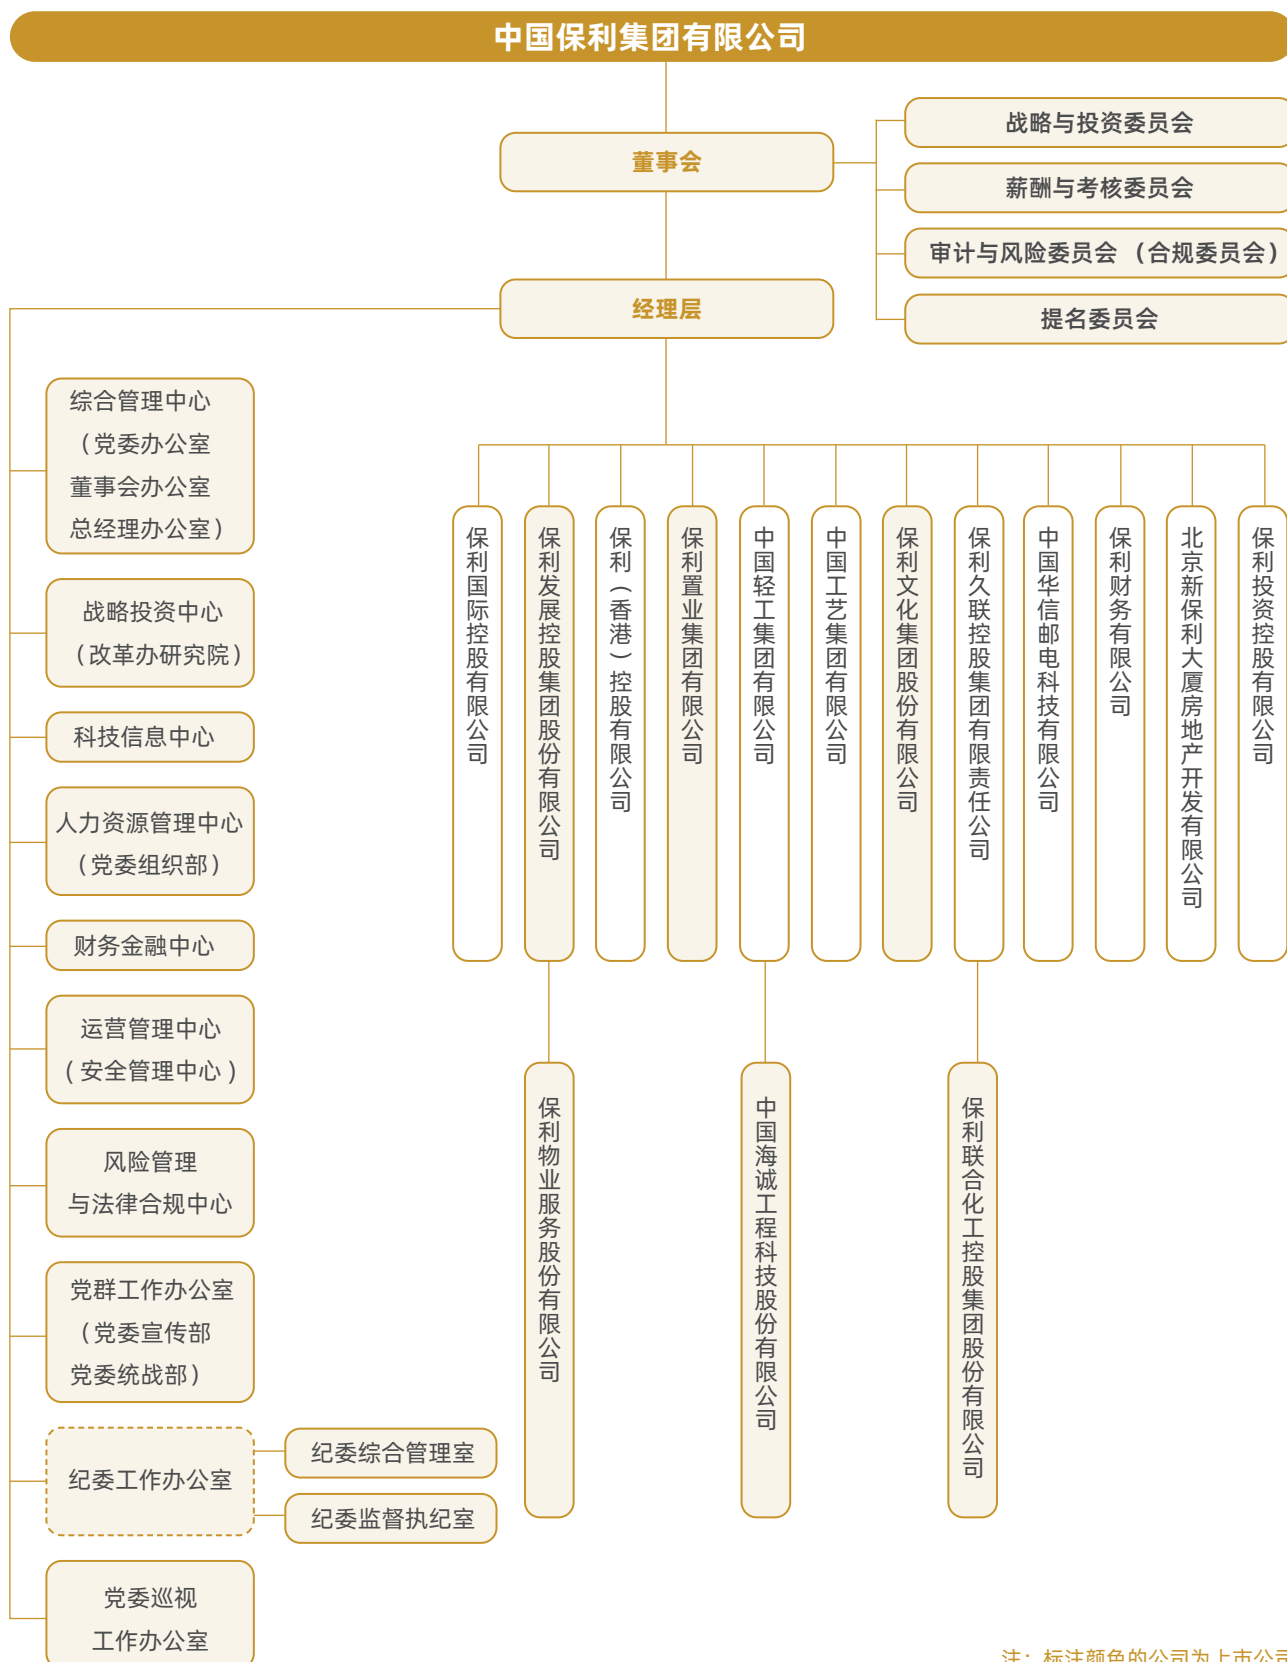 中国保利集团有限公司
董事会
战略与投资委员会
薪酬与考核委员会
审计与风险委员会（合规委员会）
提名委员会
经理层
综合管理中心
（党委办公室
董事会办公室
总经理办公室）
战略投资中心
（改革办研究院）
科技信息中心
人力资源管理中心
（党委组织部）
财务金融中心
运营管理中心
（安全管理中心）
风险管理
与法律合规中心
党群工作办公室
（党委宣传部
党委统战部）
纪委工作办公室
纪委综合管理室
纪委监督执纪室
党委巡视
工作办公室
保利国际控股有限公司
保利发展控股集团股份有限公司
保利（香港）控股有限公司
保利置业集团有限公司
中国轻工集团有限公司
中国工艺集团有限公司
保利文化集团股份有限公司
保利久联控股集团有限责任公司
中国华信邮电科技有限公司
保利财务有限公司
北京新保利大厦房地产开发有限公司
保利投资控股有限公司
保利物业服务股份有限公司
中国海诚工程科技股份有限公司
保利联合化工控股集团股份有限公司
注：标注颜色的公司为上市公司